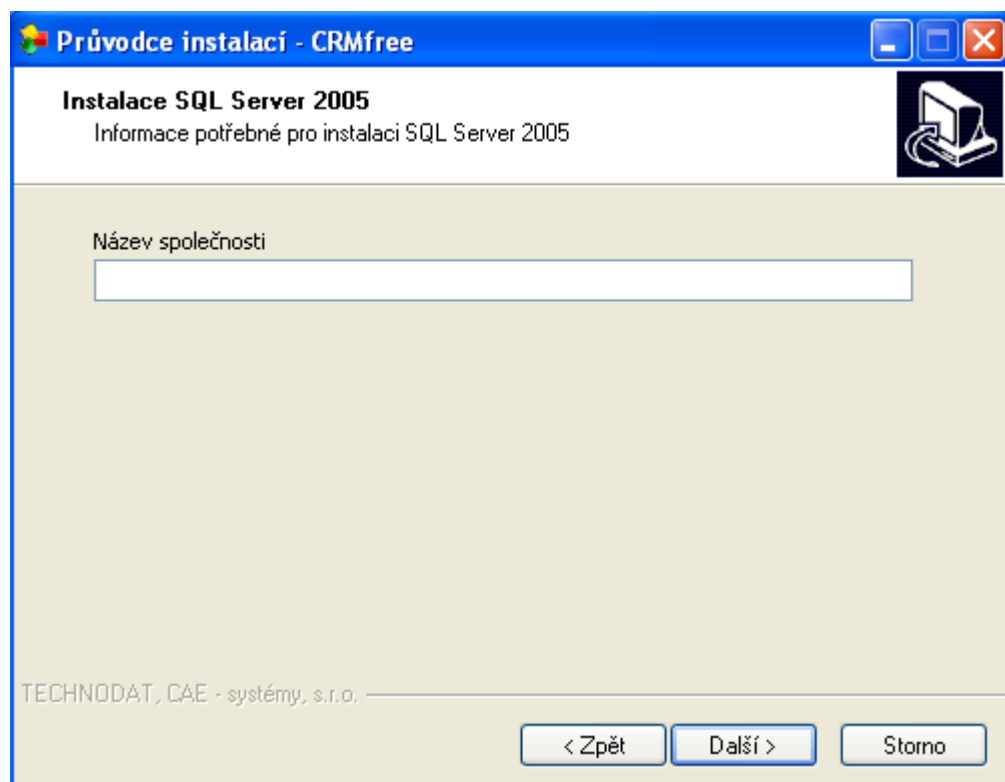 Průvodce instalací - CRMfree
Instalace SQL Server 2005
Informace potřebné pro instalaci SQL Server 2005
Název společnosti
TECHNODAT, CAE - systémy, s.r.o.
< Zpět
Další >
Storno